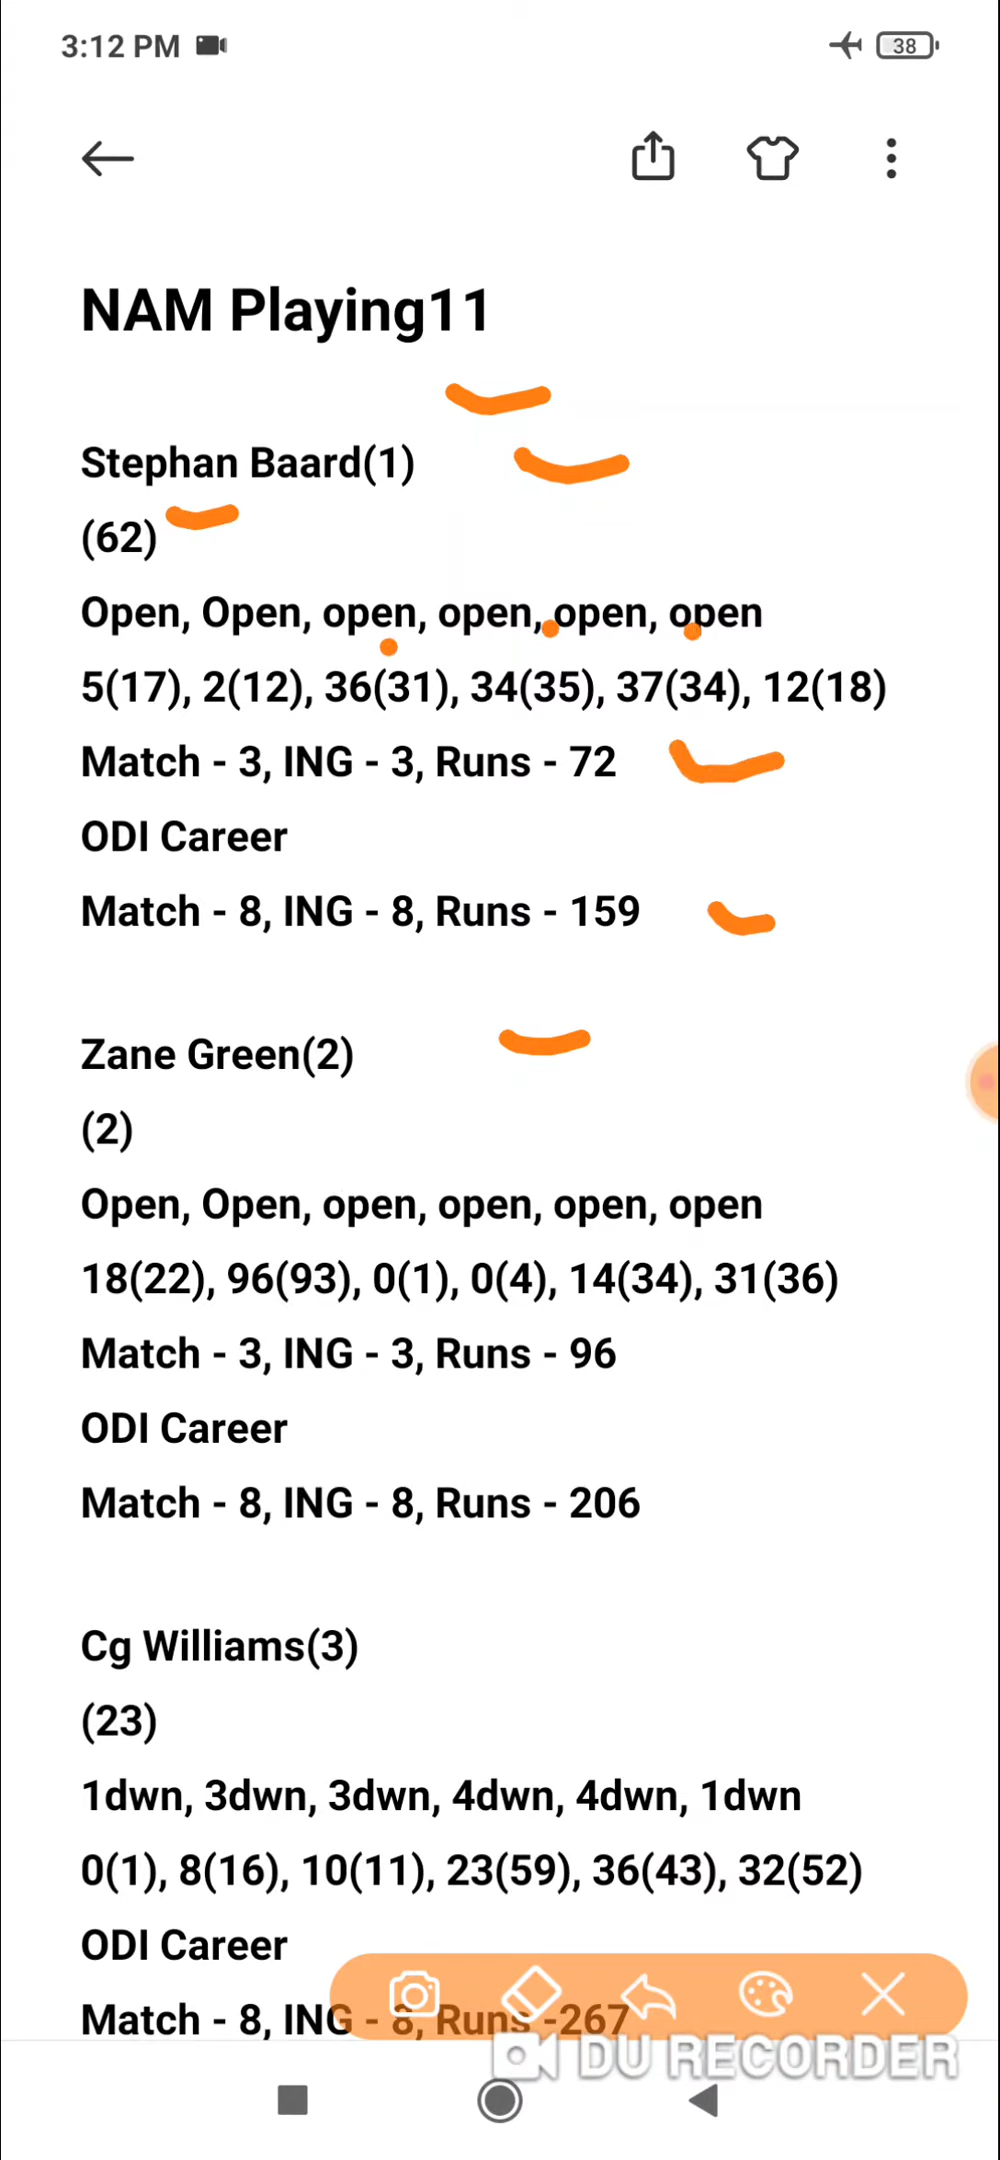 3:12 PM
38
NAM Playing11
Stephan Baard(1)
(62)
Open, Open, open, open, open, open
5(17), 2(12), 36(31), 34(35), 37(34), 12(18)
Match - 3, ING - 3, Runs - 72
ODI Career
Match - 8, ING - 8, Runs - 159
Zane Green(2)
(2)
Open, Open, open, open, open, open
18(22), 96(93), 0(1), 0(4), 14(34), 31(36)
Match - 3, ING - 3, Runs - 96
ODI Career
Match - 8, ING - 8, Runs - 206
Cg Williams(3)
(23)
1dwn, 3dwn, 3dwn, 4dwn, 4dwn, 1dwn
0(1), 8(16), 10(11), 23(59), 36(43), 32(52)
ODI Career
Match - 8, ING - 8, Runs -267
DU RECORDER